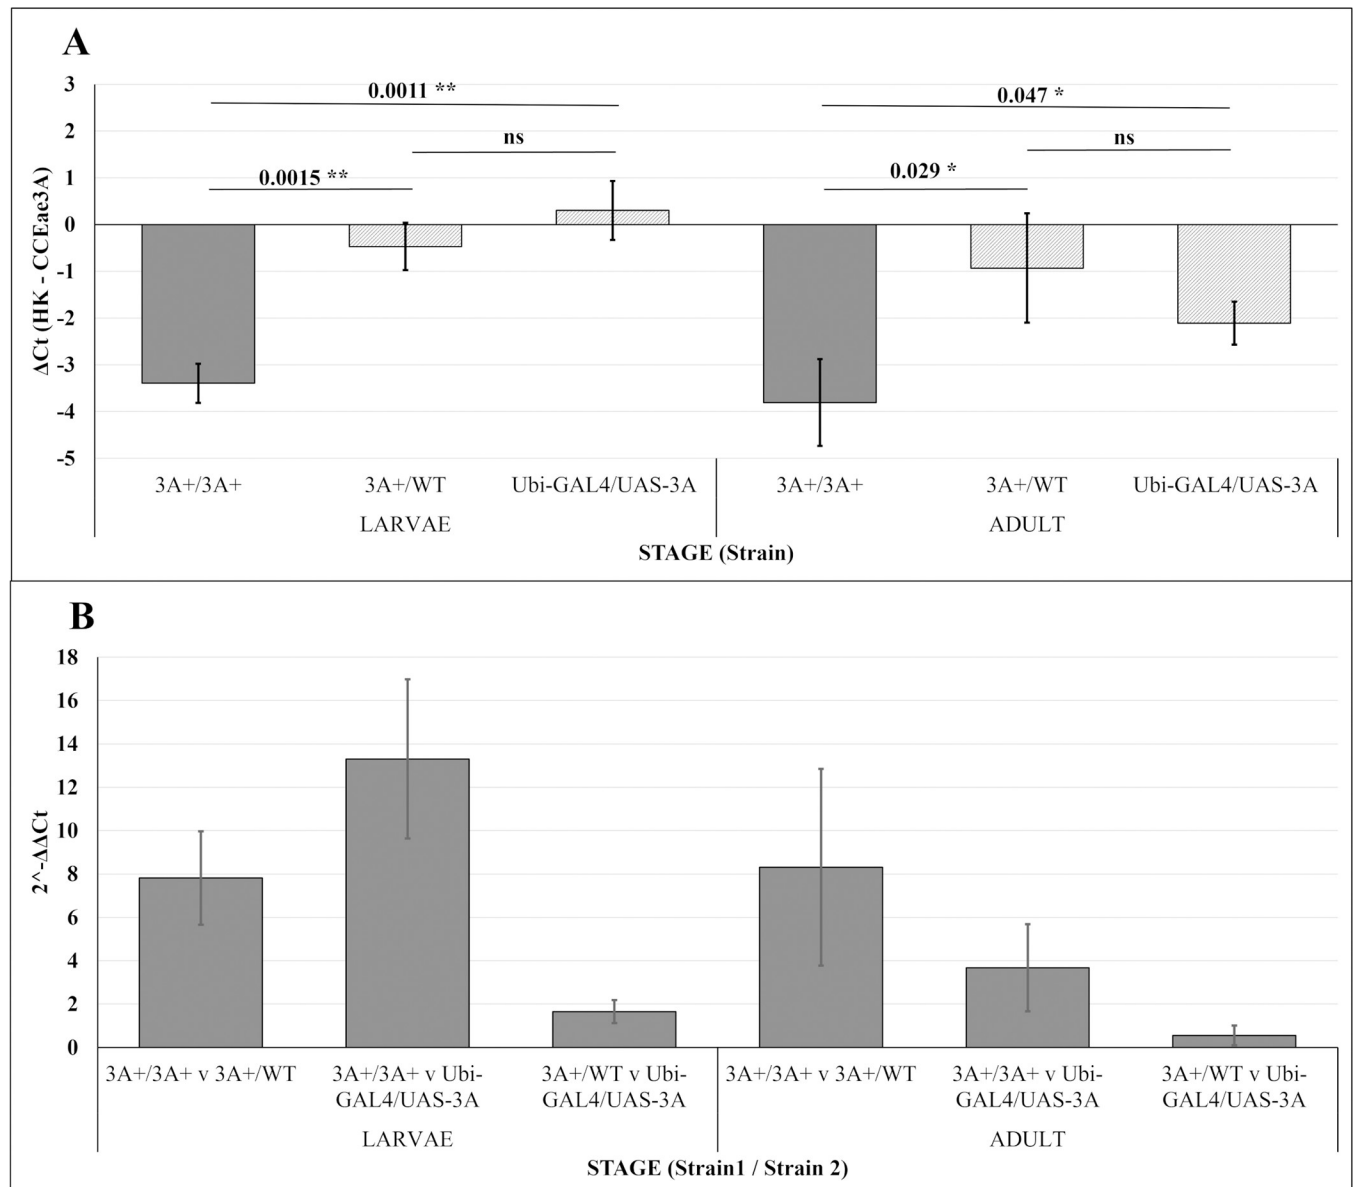 A
0.0011 **
0.047 *
ns
ns
0.0015 **
0.029 *
3
2
1
0
-1
-2
-3
-4
-5
ΔCt (HK - CCEae3A)
3A+/3A+ 3A+/WT Ubi-GAL4/UAS-3A 3A+/3A+ 3A+/WT Ubi-GAL4/UAS-3A
LARVAE ADULT
STAGE (Strain)
B
18
16
14
12
10
8
6
4
2
0
2^-ΔΔCt
3A+/3A+ v 3A+/WT 3A+/3A+ v Ubi- 3A+/WT v Ubi- 3A+/3A+ v 3A+/WT 3A+/3A+ v Ubi- 3A+/WT v Ubi-
GAL4/UAS-3A GAL4/UAS-3A GAL4/UAS-3A GAL4/UAS-3A
LARVAE ADULT
STAGE (Strain1 / Strain 2)